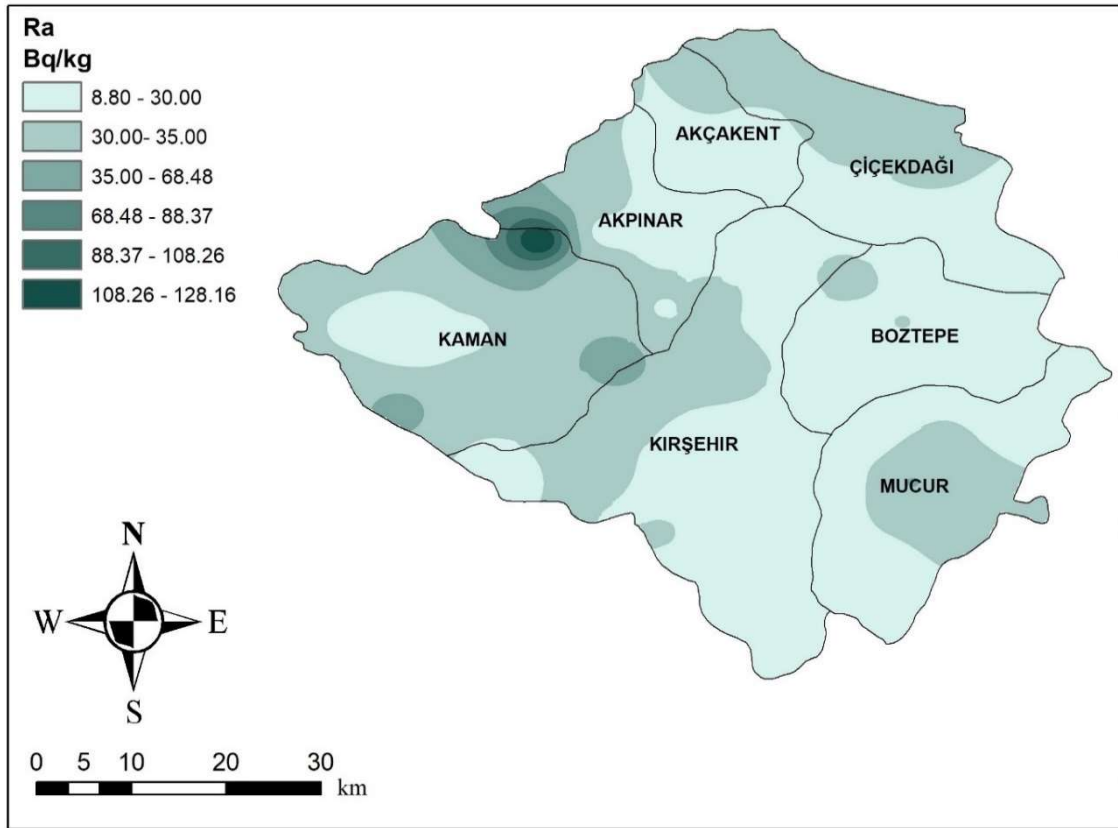 Ra
Bq/kg
8.80 - 30.00
30.00- 35.00
35.00 - 68.48
68.48 - 88.37
88.37 - 108.26
108.26 - 128.16
AKÇAKENT
ÇİÇEKDAĞI
AKPINAR
KAMAN
BOZTEPE
KIRŞEHIR
MUCUR
N
W E
S
0 5 10 20 30
km